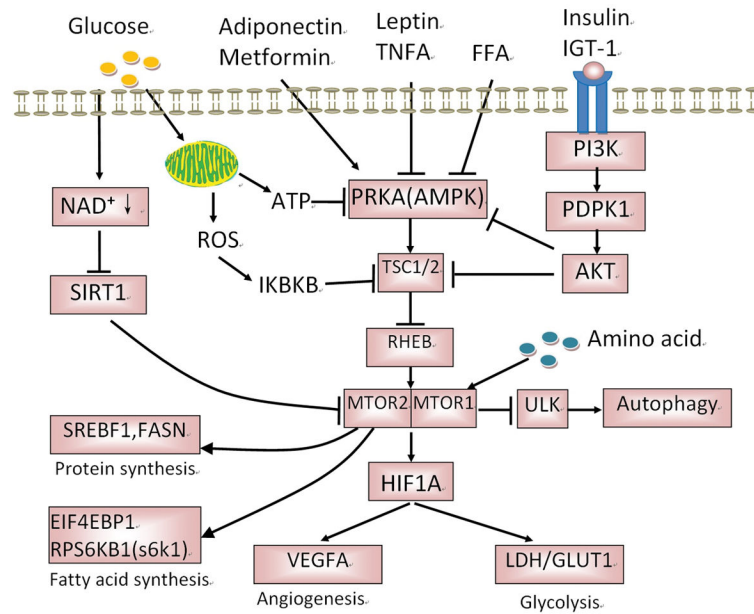 Glucose
Adiponectin
Metformin
Leptin
TNFA
FFA
Insulin
IGT-1
PI3K
NAD⁺ ↓
ATP
PRKA(AMPK)
PDPK1
ROS
SIRT1
IKBKB
TSC1/2
AKT
RHEB
Amino acid
MTOR2
MTOR1
ULK
Autophagy
SREBF1,FASN
Protein synthesis
HIF1A
EIF4EBP1
RPS6KB1(s6k1)
Fatty acid synthesis
VEGFA
Angiogenesis
LDH/GLUT1
Glycolysis